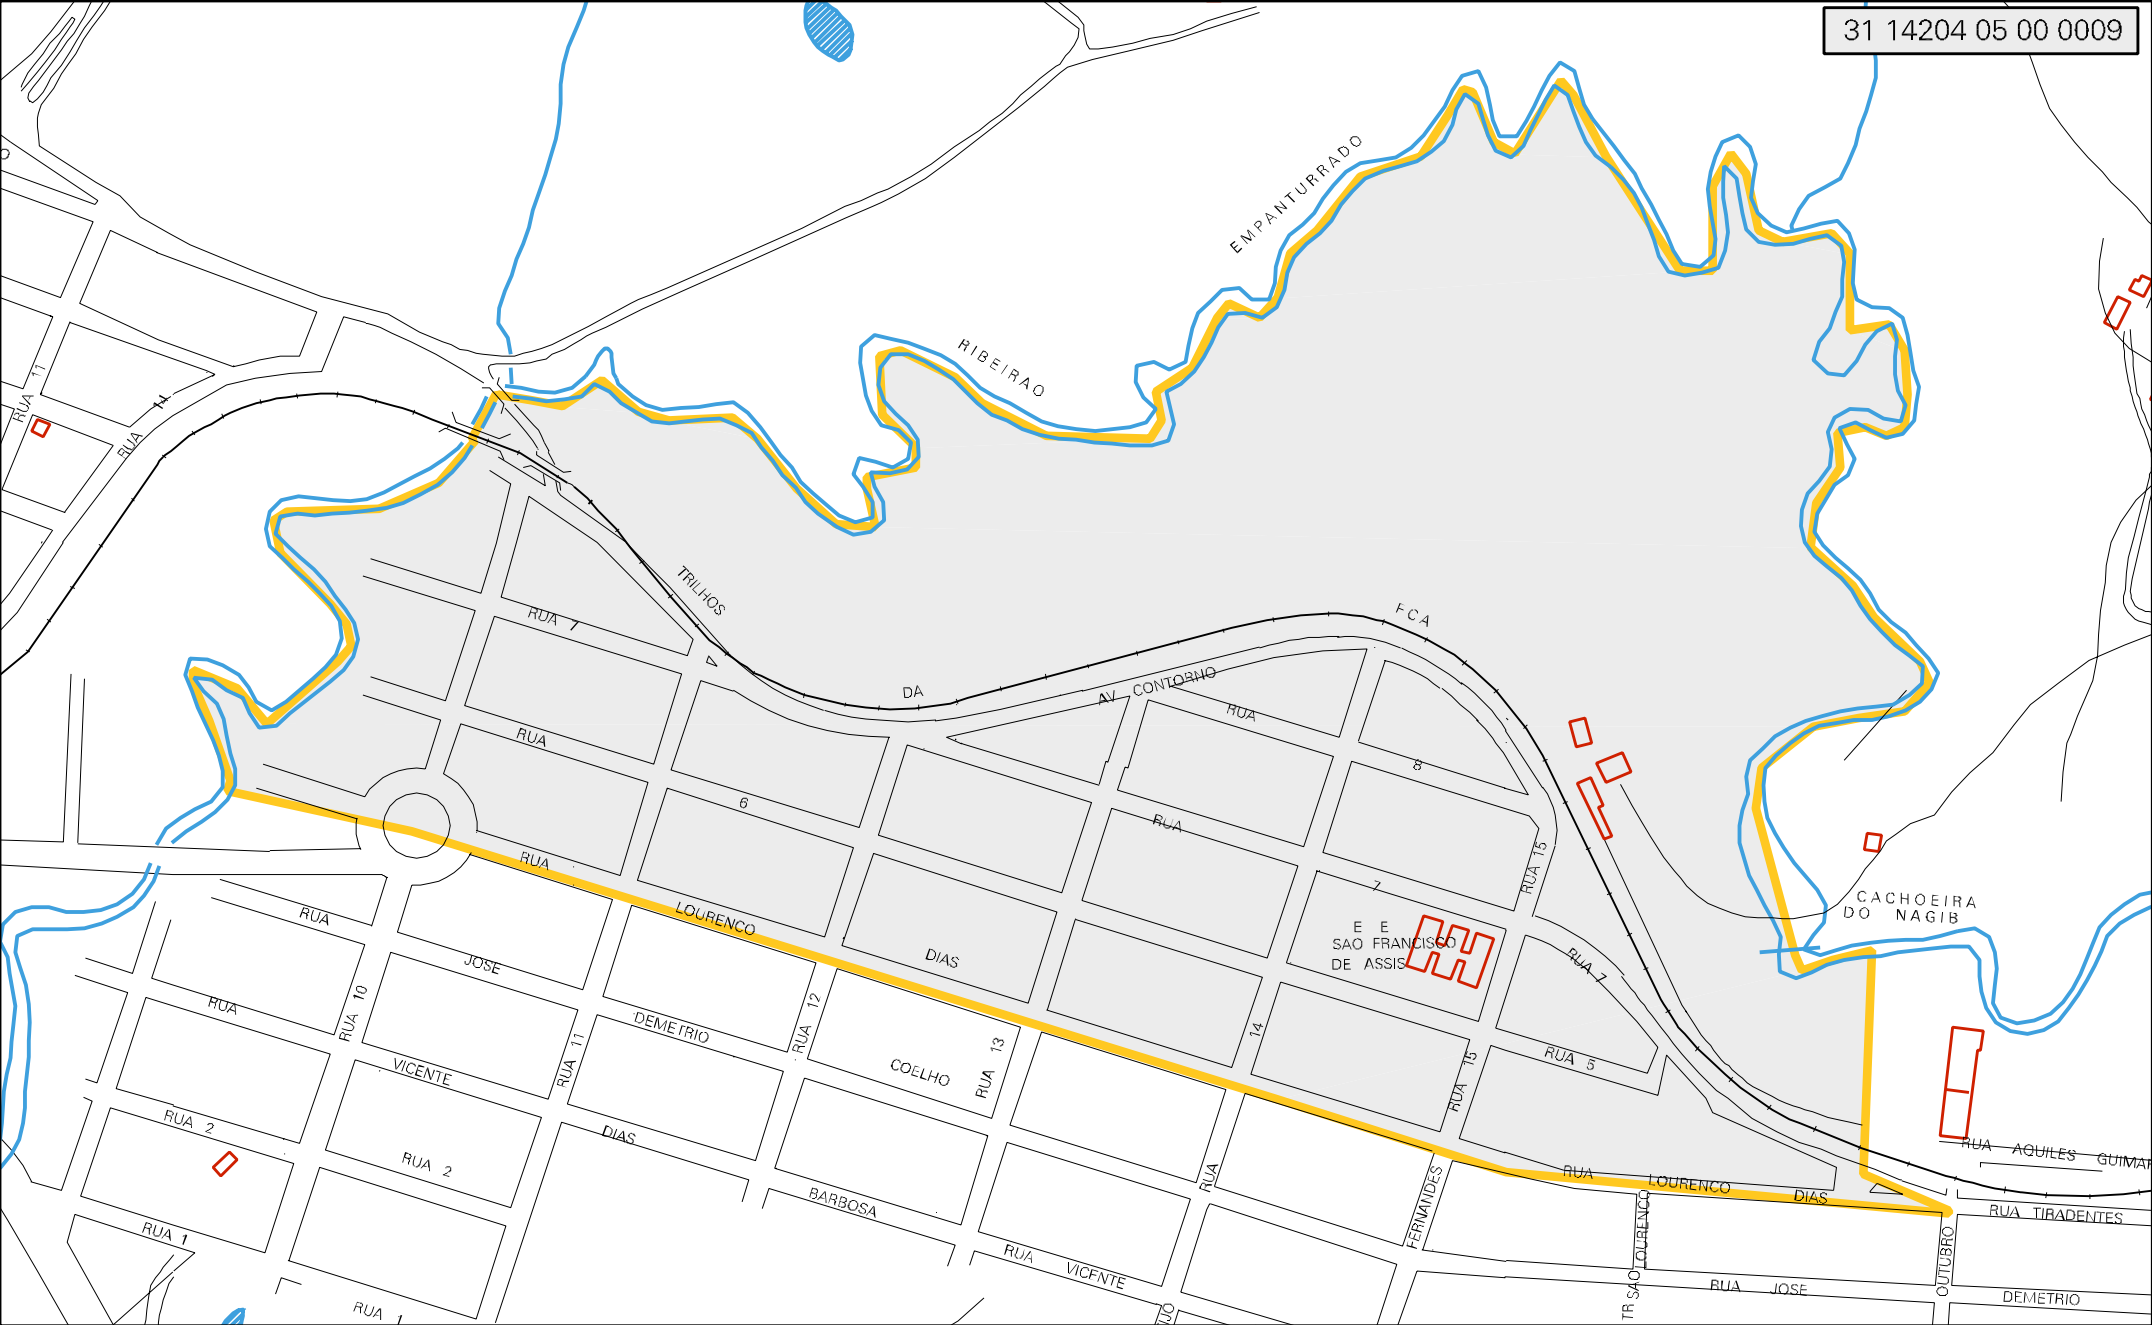 31 14204 05 00 0009
EMPANTURRADO
RIBEIRAO
RUA 11
RUA 14
TRILHOS
RUA 7
FCA
DA
AV CONTORNO
RUA
RUA
8
6
RUA
RUA 15
RUA
7
CACHOEIRA
DO NAGIB
LOURENCO
RUA
E E
SAO FRANCISCO
DE ASSIS
DIAS
RUA 7
JOSE
RUA
RUA 10
RUA 12
DEMETRIO
14
RUA 13
RUA 5
RUA 11
VICENTE
COELHO
RUA 15
RUA 2
DIAS
RUA AQUILES GUIMAR
RUA 2
RUA
RUA
LOURENCO
DIAS
BARBOSA
FERNANDES
TR SAO LOURENCO
RUA TIRADENTES
RUA 1
RUA VICENTE
OUTUBRO
RUA JOSE
DEMETRIO
RUA 1
IJO